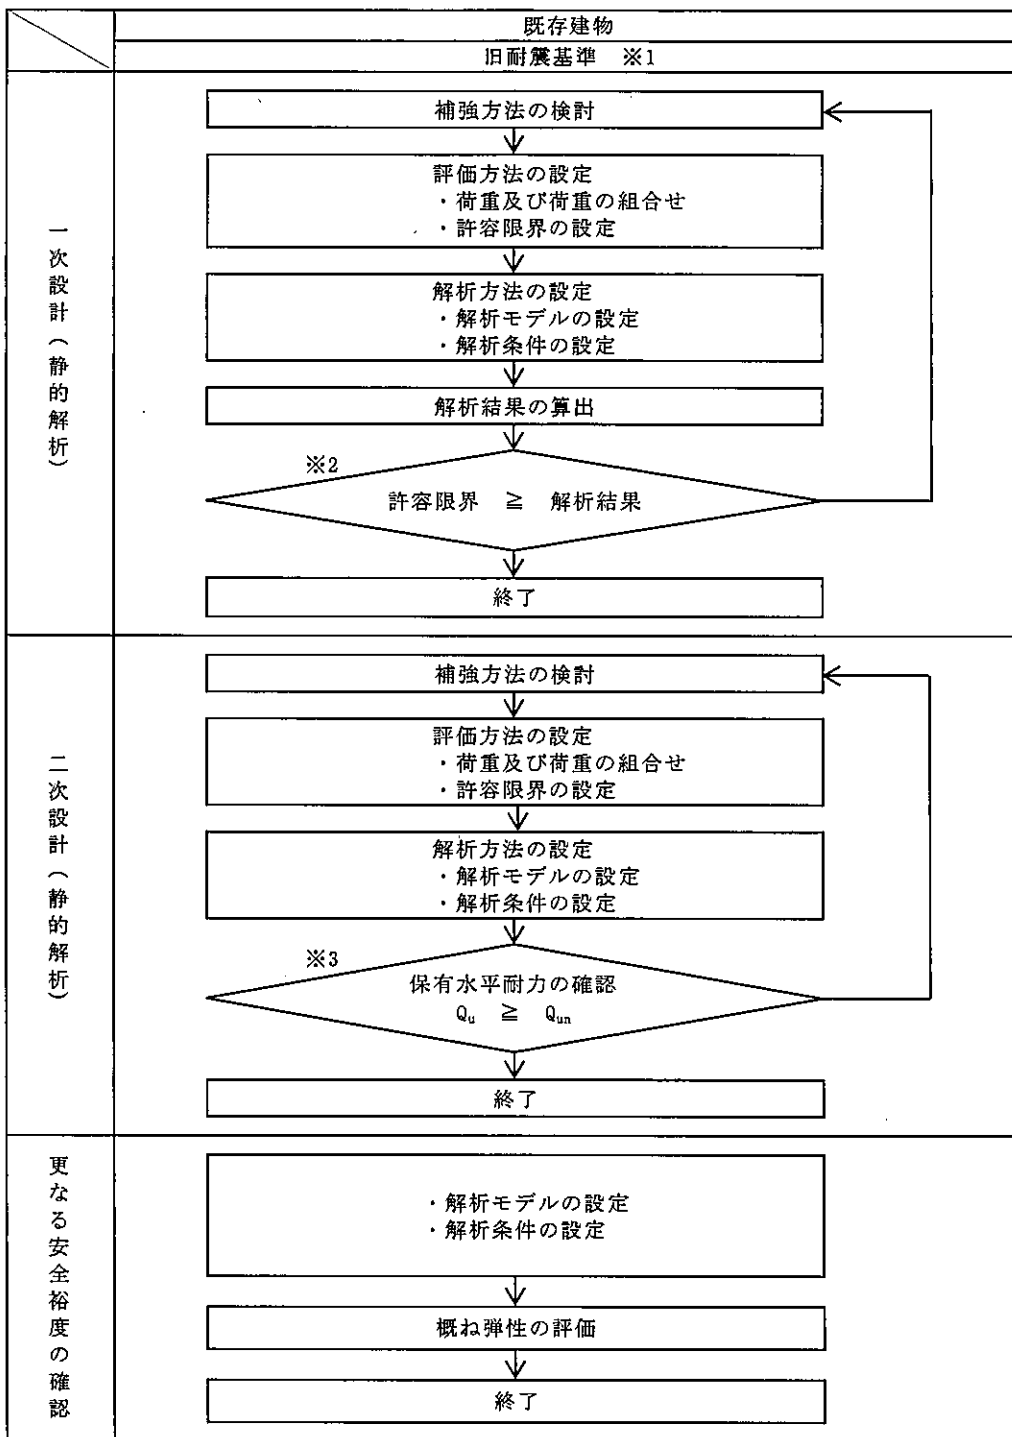 既存建物
旧耐震基準 ※1
一次設計（静的解析）
補強方法の検討
評価方法の設定
・荷重及び荷重の組合せ
・許容限界の設定
解析方法の設定
・解析モデルの設定
・解析条件の設定
解析結果の算出
※2
許容限界 ≧ 解析結果
終了
二次設計（静的解析）
補強方法の検討
評価方法の設定
・荷重及び荷重の組合せ
・許容限界の設定
解析方法の設定
・解析モデルの設定
・解析条件の設定
※3
保有水平耐力の確認
Qu ≧ Qun
終了
更なる安全裕度の確認
・解析モデルの設定
・解析条件の設定
概ね弾性の評価
終了